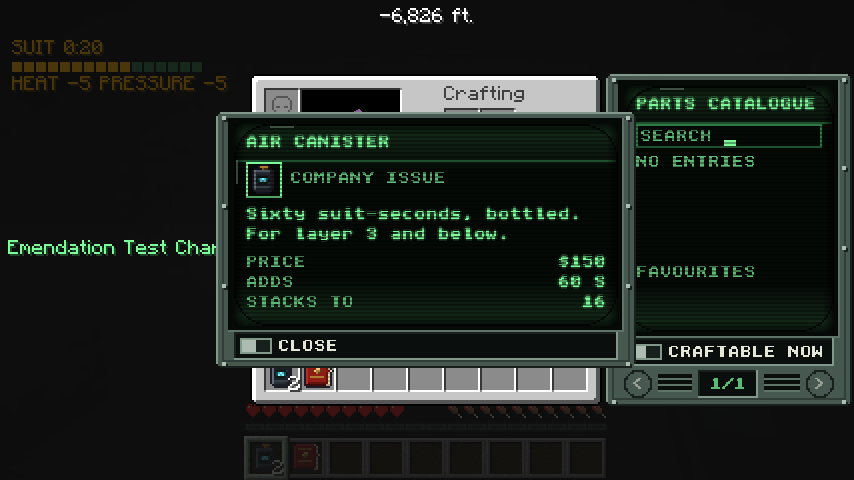 -6,826 ft.
SUIT 0:20
HEAT -5 PRESSURE -5
Crafting
PARTS CATALOGUE
SEARCH _
NO ENTRIES
AIR CANISTER
COMPANY ISSUE
Sixty suit-seconds, bottled.
For layer 3 and below.
Emendation Test Char
PRICE $150
ADDS 60 S
STACKS TO 16
FAVOURITES
CLOSE
CRAFTABLE NOW
2
< 1/1 >
2